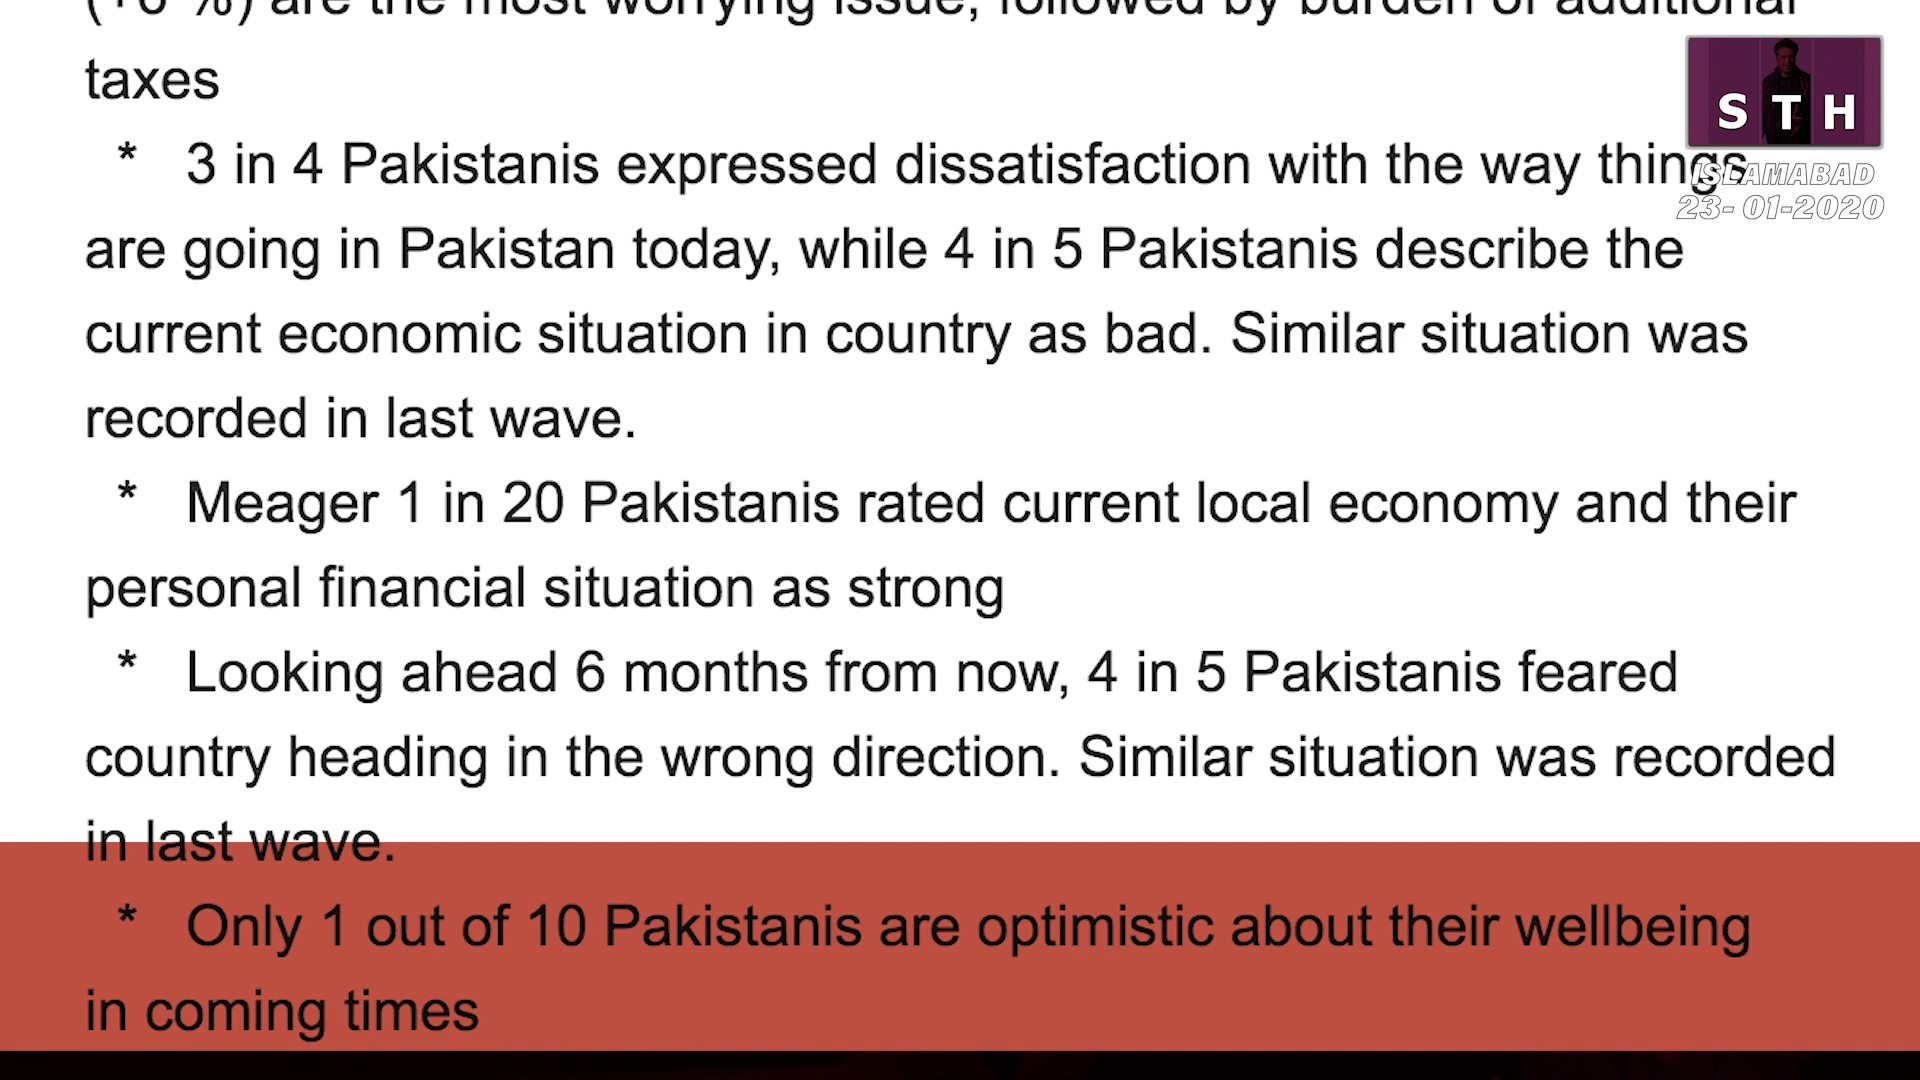 (+6 %) are the most worrying issue, followed by burden of additional
taxes
* 3 in 4 Pakistanis expressed dissatisfaction with the way things
are going in Pakistan today, while 4 in 5 Pakistanis describe the
current economic situation in country as bad. Similar situation was
recorded in last wave.
* Meager 1 in 20 Pakistanis rated current local economy and their
personal financial situation as strong
* Looking ahead 6 months from now, 4 in 5 Pakistanis feared
country heading in the wrong direction. Similar situation was recorded
in last wave.
* Only 1 out of 10 Pakistanis are optimistic about their wellbeing
in coming times
S T H
ISLAMABAD
23- 01-2020